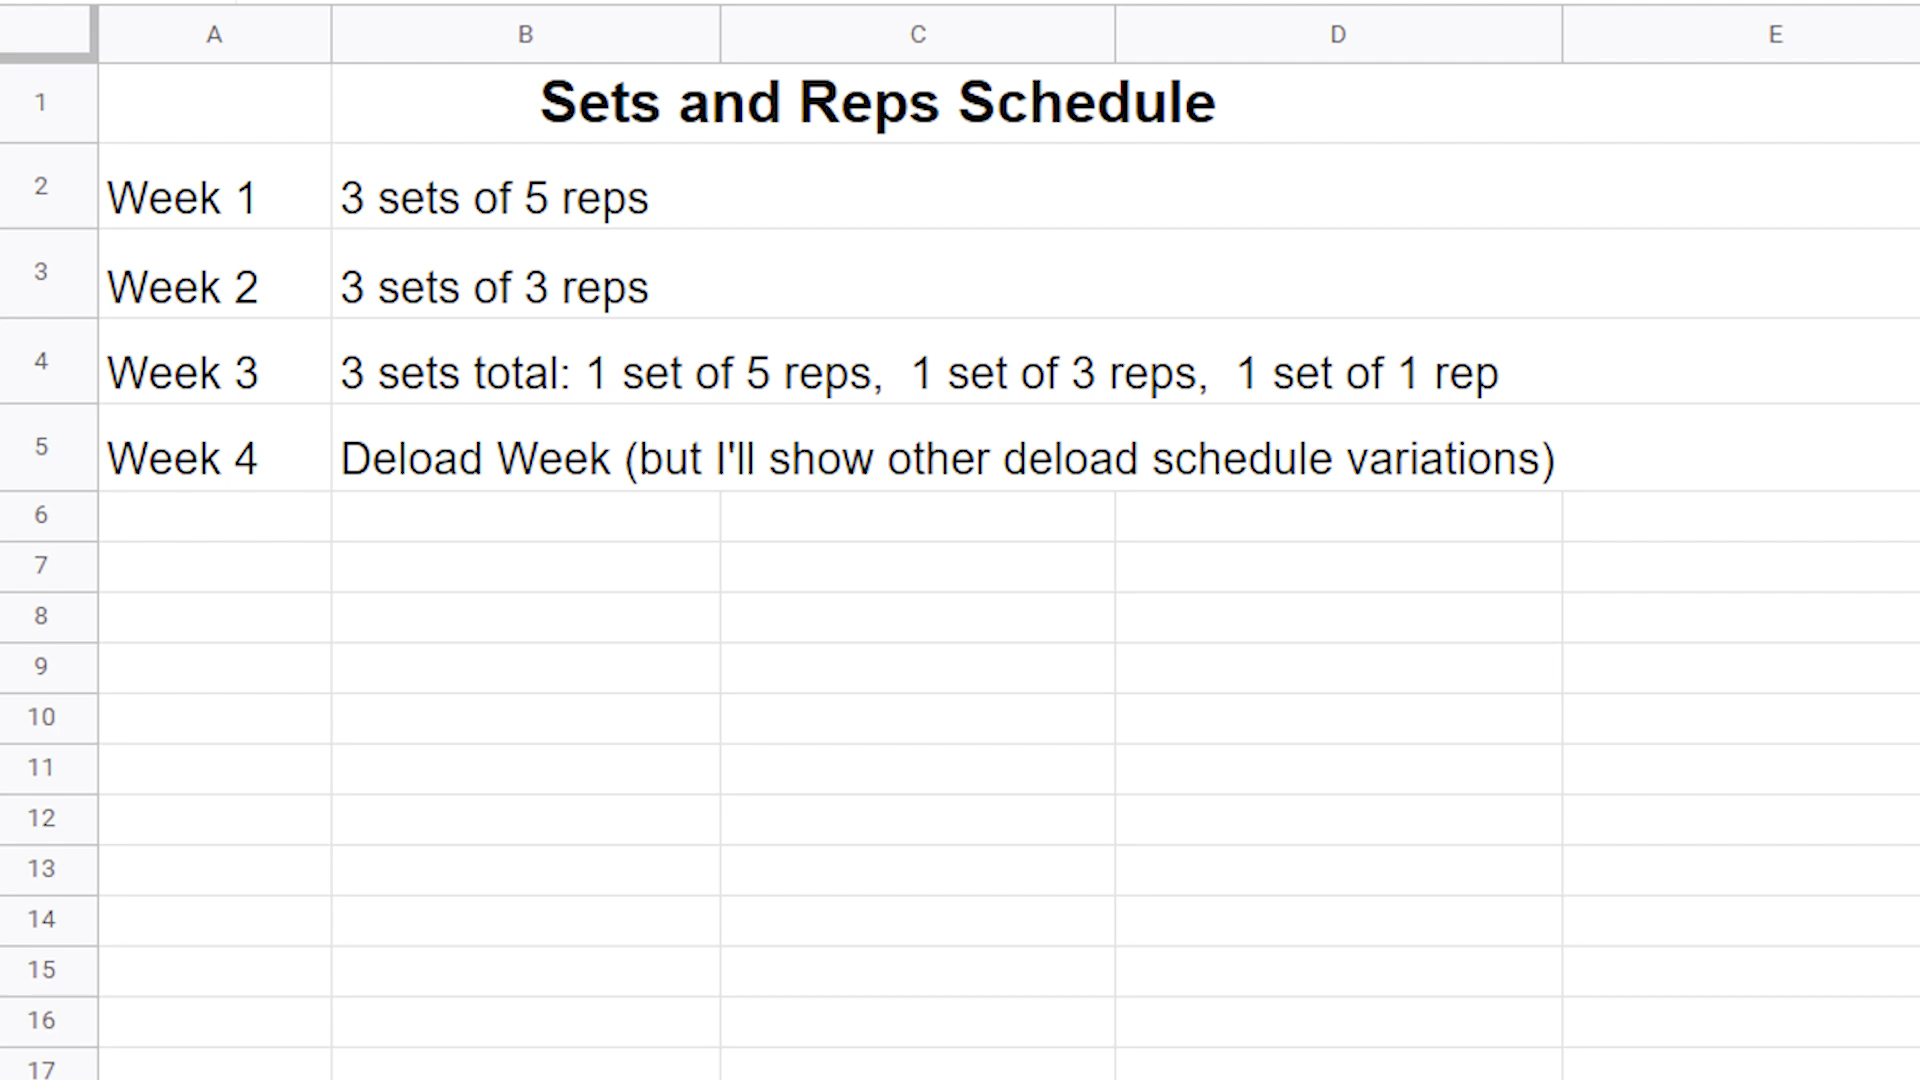 A B C D E
1 Sets and Reps Schedule
2 Week 1 3 sets of 5 reps
3 Week 2 3 sets of 3 reps
4 Week 3 3 sets total: 1 set of 5 reps,  1 set of 3 reps,  1 set of 1 rep
5 Week 4 Deload Week (but I'll show other deload schedule variations)
6
7
8
9
10
11
12
13
14
15
16
17